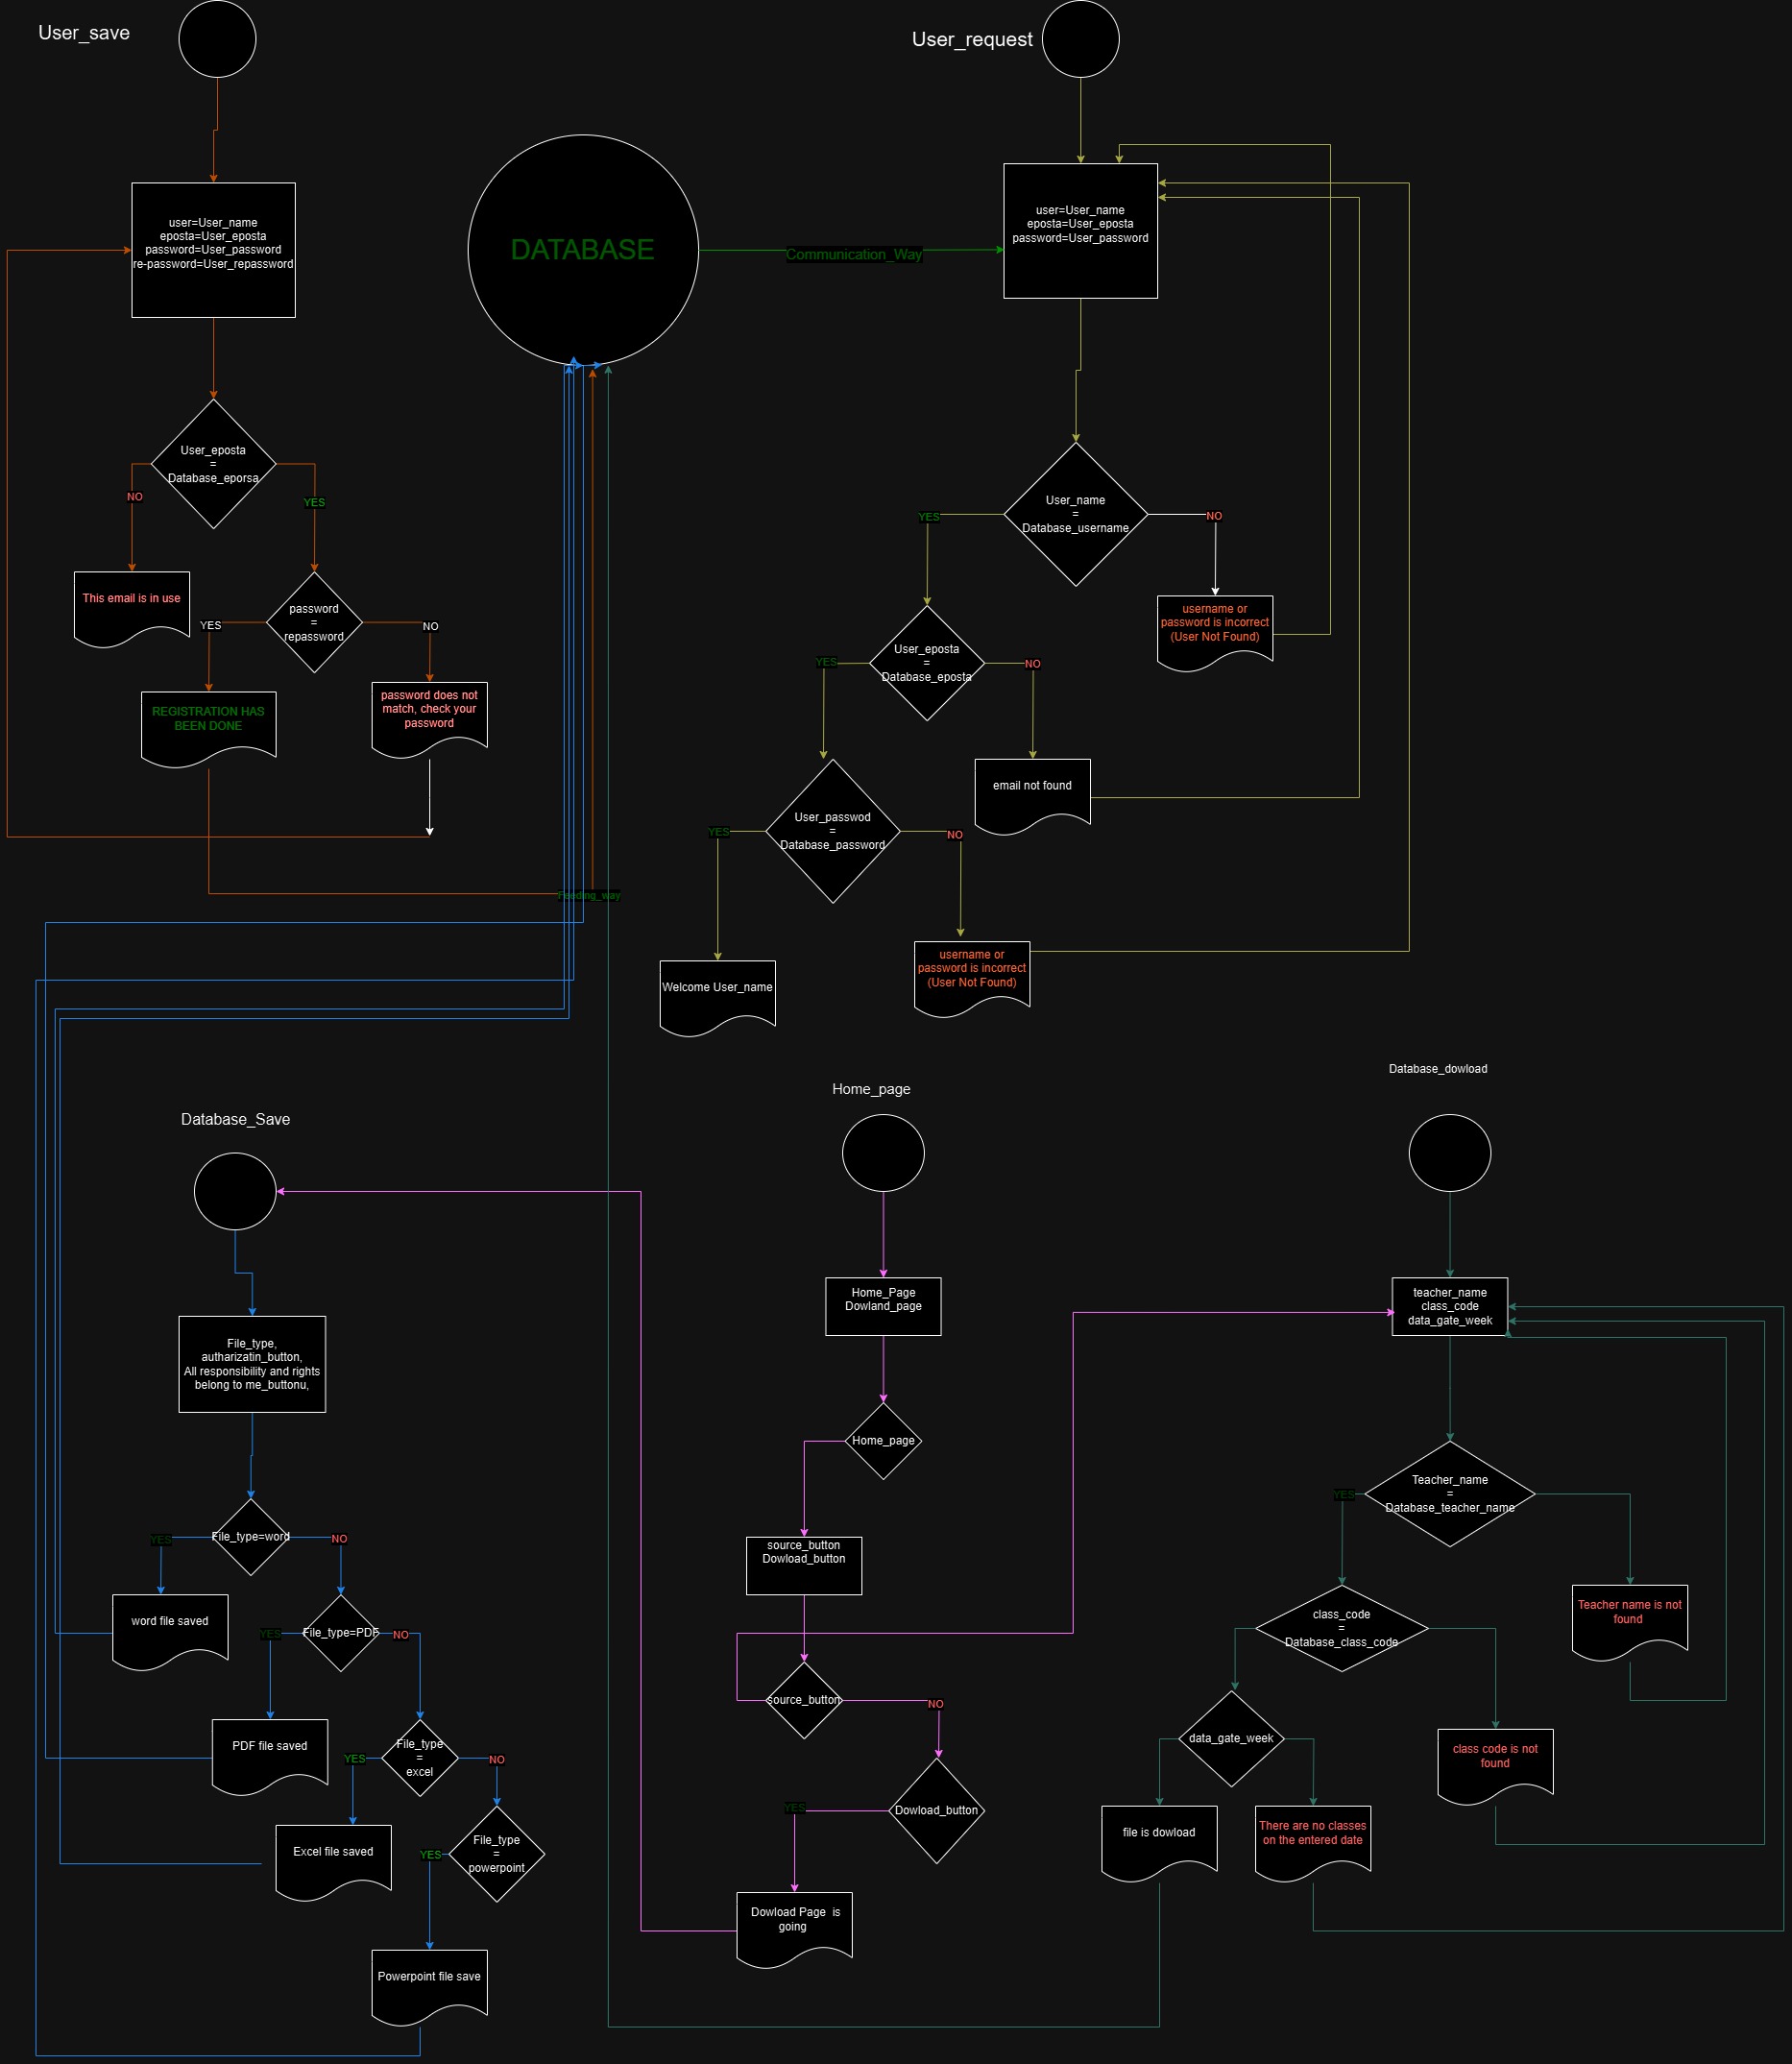 User_save
User_request
user=User_name
eposta=User_eposta
password=User_password
re-password=User_repassword
DATABASE
Communication_Way
user=User_name
eposta=User_eposta
password=User_password
User_eposta
=
Database_eporsa
NO
YES
This email is in use
password
=
repassword
YES
NO
REGISTRATION HAS
BEEN DONE
password does not
match, check your
password
Feeding_way
User_name
=
Database_username
YES
NO
username or
password is incorrect
(User Not Found)
User_eposta
=
Database_eposta
YES
NO
email not found
User_passwod
=
Database_password
YES
NO
Welcome User_name
username or
password is incorrect
(User Not Found)
Database_Save
File_type,
autharizatin_button,
All responsibility and rights
belong to me_buttonu,
File_type=word
YES
NO
word file saved
File_type=PDF
YES
NO
PDF file saved
File_type
=
excel
YES
NO
Excel file saved
File_type
=
powerpoint
YES
Powerpoint file save
Home_page
Home_Page
Dowland_page
Home_page
source_button
Dowload_button
source_button
NO
Dowload_button
YES
Dowload Page  is
going
Database_dowload
teacher_name
class_code
data_gate_week
Teacher_name
=
Database_teacher_name
YES
Teacher name is not
found
class_code
=
Database_class_code
class code is not
found
data_gate_week
file is dowload
There are no classes
on the entered date